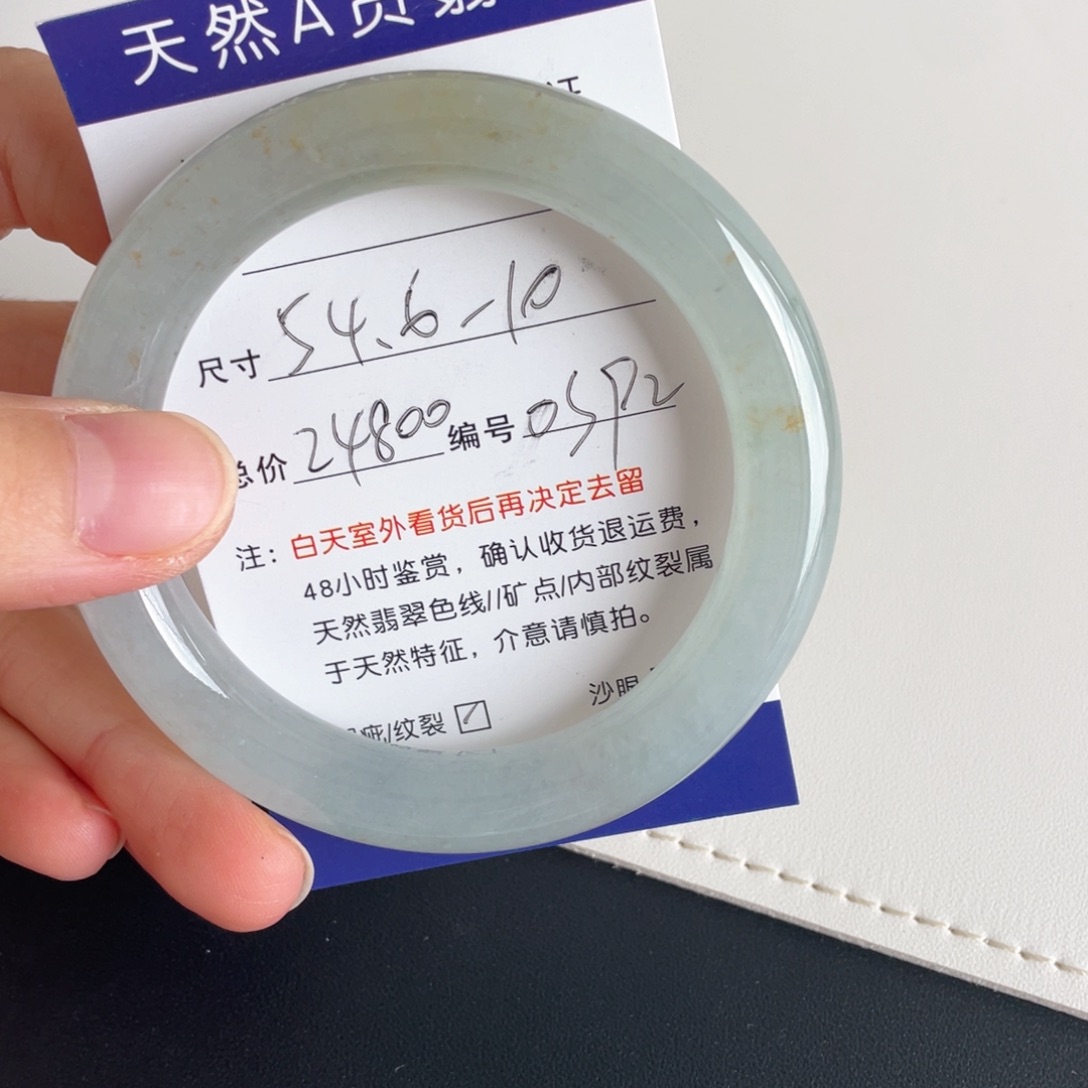 天然A货翡
证
尺寸 54.6-10
总价 24800 编号 05P2
注：白天室外看货后再决定去留
48小时鉴赏，确认收货退运费，
天然翡翠色线//矿点/内部纹裂属
于天然特征，介意请慎拍。
沙眼
疵/纹裂